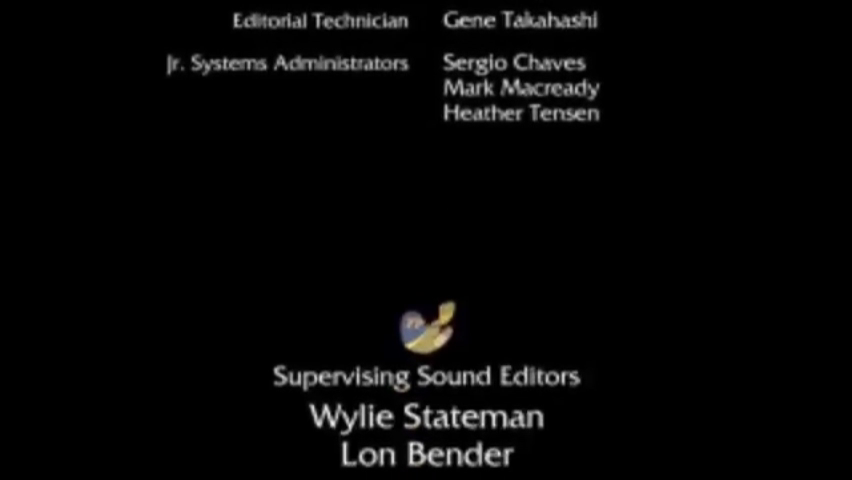 Editorial Technician Gene Takahashi
Jr. Systems Administrators Sergio Chaves
Mark Macready
Heather Tensen
Supervising Sound Editors
Wylie Stateman
Lon Bender